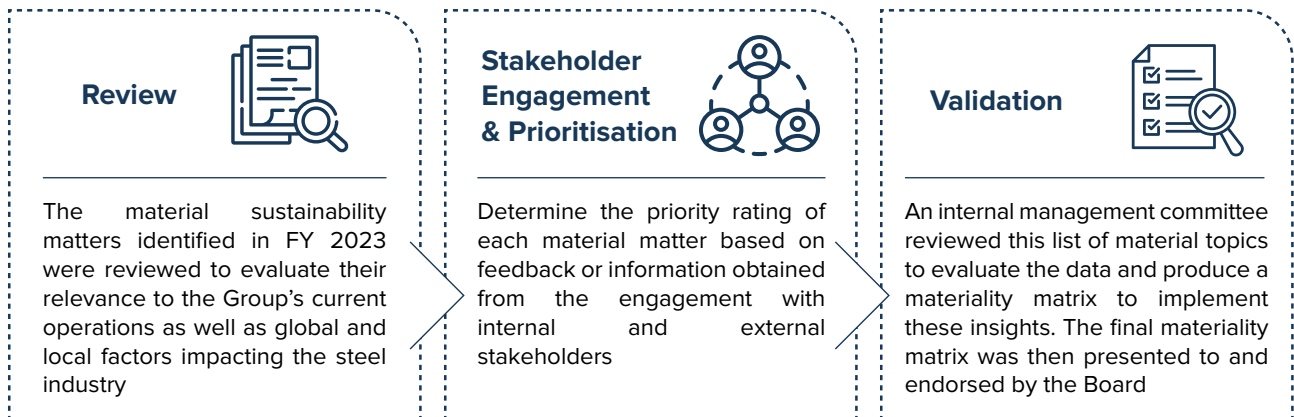 Review
The material sustainability
matters identified in FY 2023
were reviewed to evaluate their
relevance to the Group’s current
operations as well as global and
local factors impacting the steel
industry
Stakeholder
Engagement
& Prioritisation
Determine the priority rating of
each material matter based on
feedback or information obtained
from the engagement with
internal and external
stakeholders
Validation
An internal management committee
reviewed this list of material topics
to evaluate the data and produce a
materiality matrix to implement
these insights. The final materiality
matrix was then presented to and
endorsed by the Board